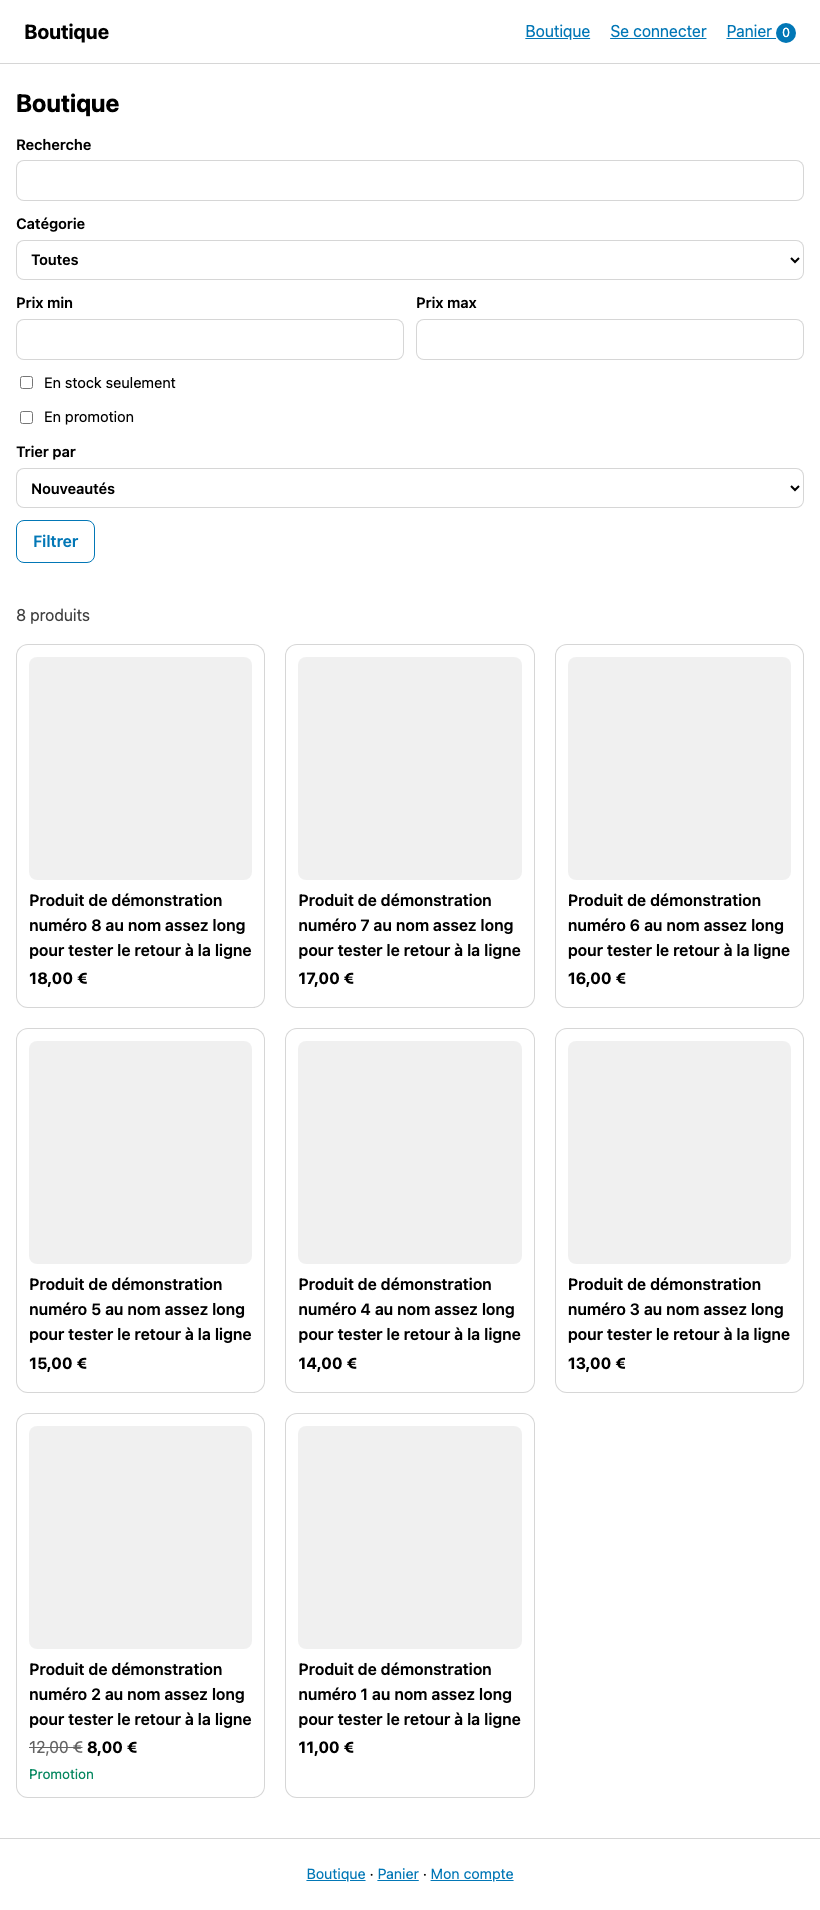 Boutique
Boutique Se connecter Panier 0
Boutique
Recherche
Catégorie
Toutes
Prix min Prix max
En stock seulement
En promotion
Trier par
Nouveautés
Filtrer
8 produits
Produit de démonstration
numéro 8 au nom assez long
pour tester le retour à la ligne
18,00 €
Produit de démonstration
numéro 7 au nom assez long
pour tester le retour à la ligne
17,00 €
Produit de démonstration
numéro 6 au nom assez long
pour tester le retour à la ligne
16,00 €
Produit de démonstration
numéro 5 au nom assez long
pour tester le retour à la ligne
15,00 €
Produit de démonstration
numéro 4 au nom assez long
pour tester le retour à la ligne
14,00 €
Produit de démonstration
numéro 3 au nom assez long
pour tester le retour à la ligne
13,00 €
Produit de démonstration
numéro 2 au nom assez long
pour tester le retour à la ligne
12,00 € 8,00 €
Promotion
Produit de démonstration
numéro 1 au nom assez long
pour tester le retour à la ligne
11,00 €
Boutique · Panier · Mon compte